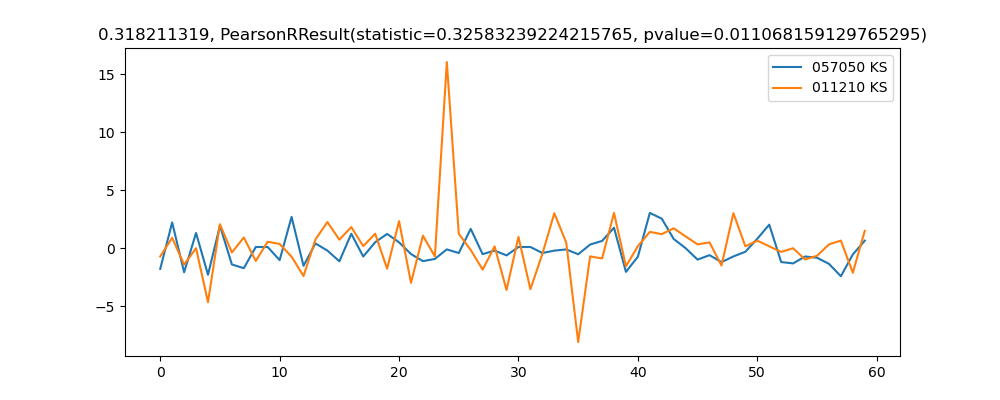 0.318211319, PearsonRResult(statistic=0.32583239224215765, pvalue=0.011068159129765295)
057050 KS
011210 KS
15
10
5
0
−5
0 10 20 30 40 50 60